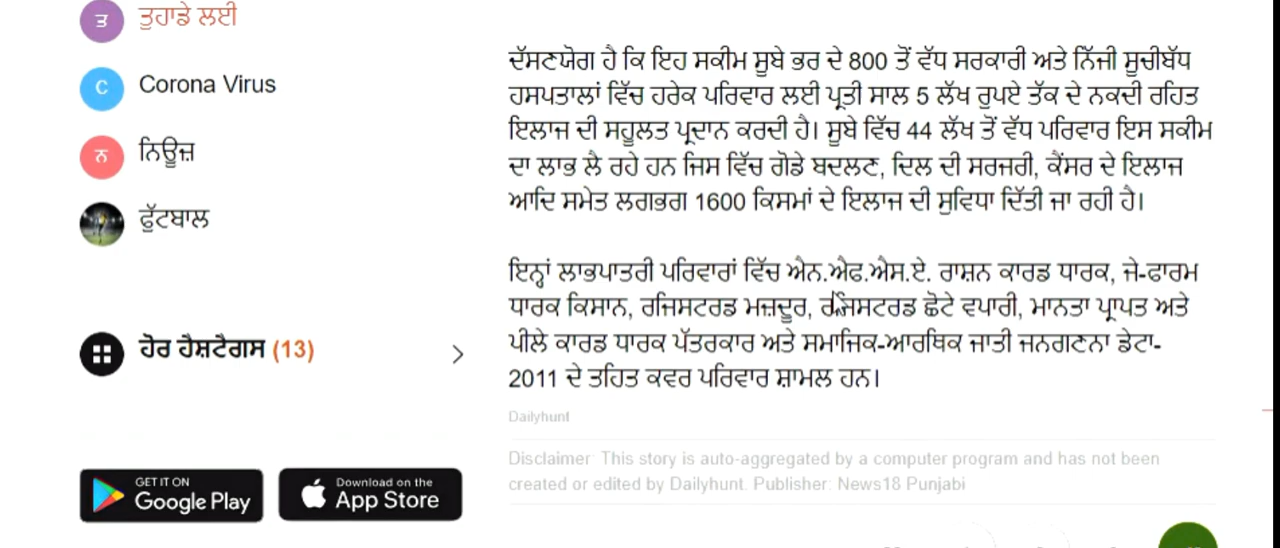 ਤ ਤੁਹਾਡੇ ਲਈ
C Corona Virus
ਨ ਨਿਊਜ਼
ਫੁੱਟਬਾਲ
ਹੋਰ ਹੈਸ਼ਟੈਗਸ (13)
GET IT ON
Google Play
Download on the
App Store
ਦੱਸਣਯੋਗ ਹੈ ਕਿ ਇਹ ਸਕੀਮ ਸੂਬੇ ਭਰ ਦੇ 800 ਤੋਂ ਵੱਧ ਸਰਕਾਰੀ ਅਤੇ ਨਿੱਜੀ ਸੂਚੀਬੱਧ
ਹਸਪਤਾਲਾਂ ਵਿੱਚ ਹਰੇਕ ਪਰਿਵਾਰ ਲਈ ਪ੍ਰਤੀ ਸਾਲ 5 ਲੱਖ ਰੁਪਏ ਤੱਕ ਦੇ ਨਕਦੀ ਰਹਿਤ
ਇਲਾਜ ਦੀ ਸਹੂਲਤ ਪ੍ਰਦਾਨ ਕਰਦੀ ਹੈ। ਸੂਬੇ ਵਿੱਚ 44 ਲੱਖ ਤੋਂ ਵੱਧ ਪਰਿਵਾਰ ਇਸ ਸਕੀਮ
ਦਾ ਲਾਭ ਲੈ ਰਹੇ ਹਨ ਜਿਸ ਵਿੱਚ ਗੋਡੇ ਬਦਲਣ, ਦਿਲ ਦੀ ਸਰਜਰੀ, ਕੈਂਸਰ ਦੇ ਇਲਾਜ
ਆਦਿ ਸਮੇਤ ਲਗਭਗ 1600 ਕਿਸਮਾਂ ਦੇ ਇਲਾਜ ਦੀ ਸੁਵਿਧਾ ਦਿੱਤੀ ਜਾ ਰਹੀ ਹੈ।
ਇਨ੍ਹਾਂ ਲਾਭਪਾਤਰੀ ਪਰਿਵਾਰਾਂ ਵਿੱਚ ਐਨ.ਐਫ.ਐਸ.ਏ. ਰਾਸ਼ਨ ਕਾਰਡ ਧਾਰਕ, ਜੇ-ਫਾਰਮ
ਧਾਰਕ ਕਿਸਾਨ, ਰਜਿਸਟਰਡ ਮਜ਼ਦੂਰ, ਰਜਿਸਟਰਡ ਛੋਟੇ ਵਪਾਰੀ, ਮਾਨਤਾ ਪ੍ਰਾਪਤ ਅਤੇ
ਪੀਲੇ ਕਾਰਡ ਧਾਰਕ ਪੱਤਰਕਾਰ ਅਤੇ ਸਮਾਜਿਕ-ਆਰਥਿਕ ਜਾਤੀ ਜਨਗਣਨਾ ਡੇਟਾ-
2011 ਦੇ ਤਹਿਤ ਕਵਰ ਪਰਿਵਾਰ ਸ਼ਾਮਲ ਹਨ।
Dailyhunt
Disclaimer: This story is auto-aggregated by a computer program and has not been
created or edited by Dailyhunt. Publisher: News18 Punjabi